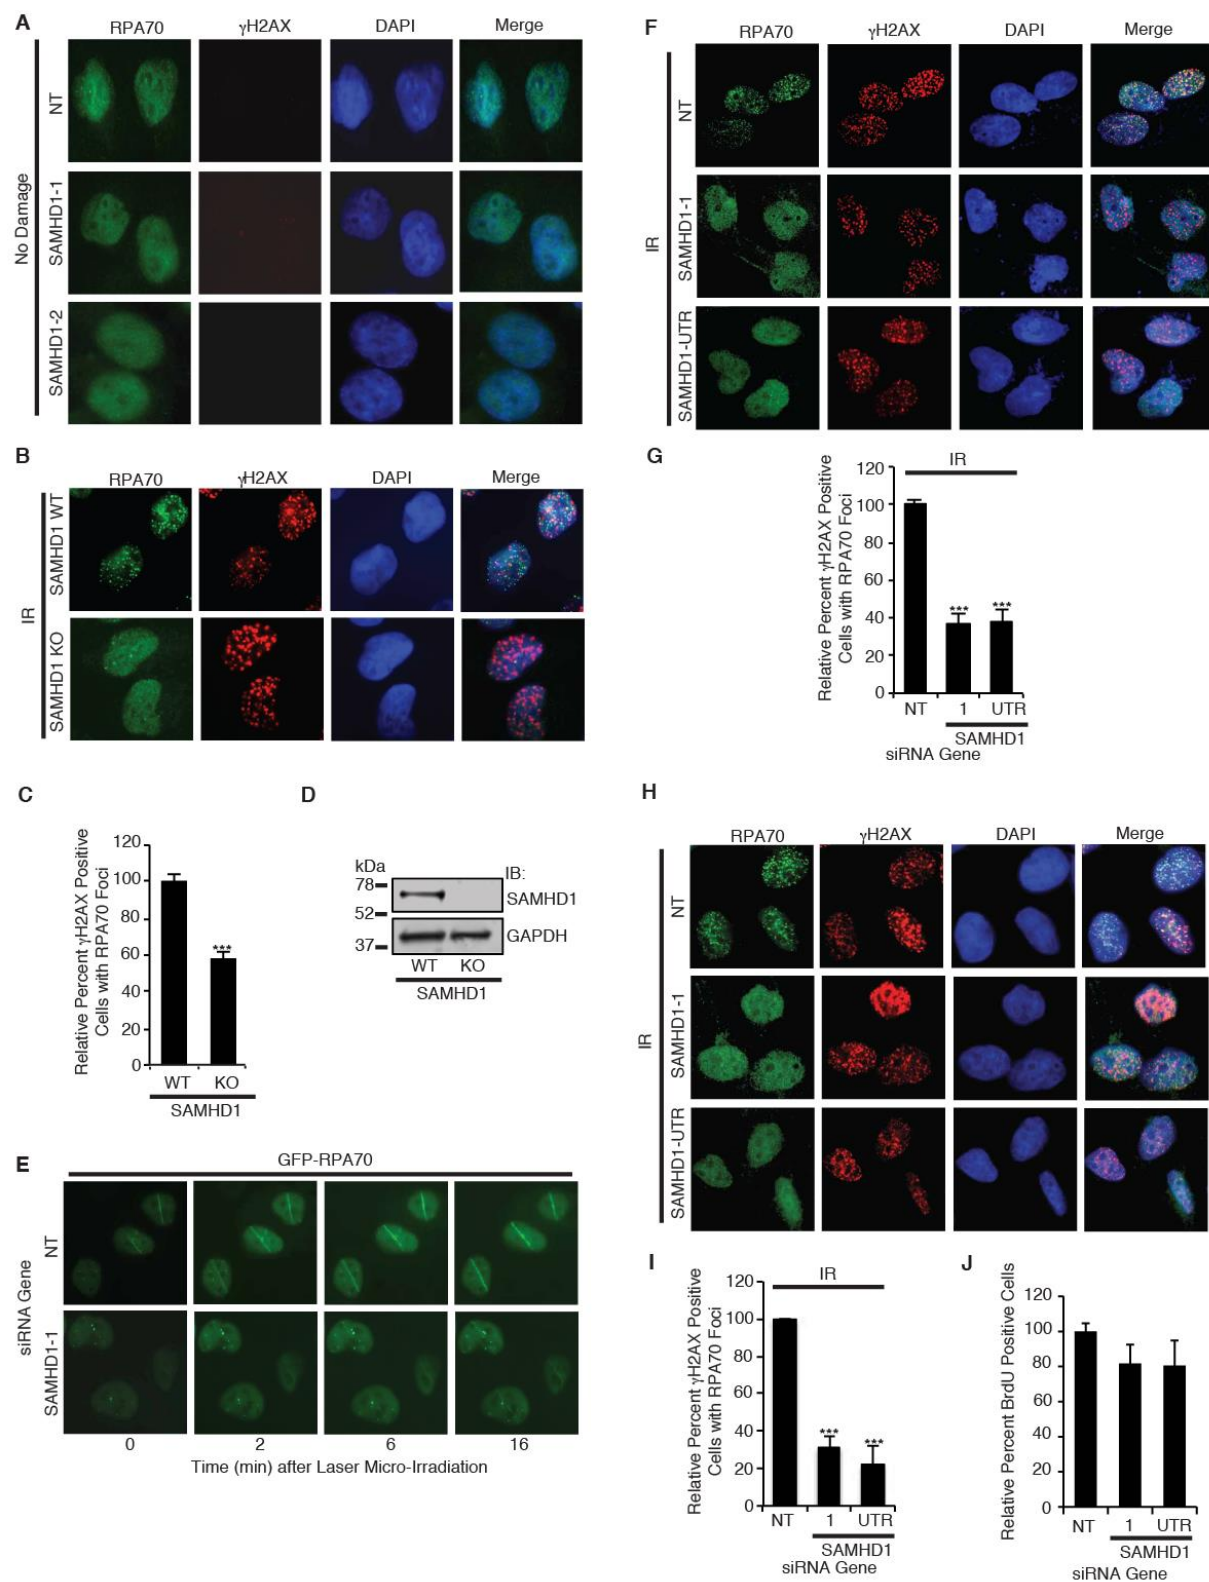 A
RPA70 γH2AX DAPI Merge
No Damage
NT
SAMHD1-1
SAMHD1-2
B
RPA70 γH2AX DAPI Merge
IR
SAMHD1 WT
SAMHD1 KO
C
Relative Percent γH2AX Positive
Cells with RPA70 Foci
120
100
80
60
40
20
0
***
WT KO
SAMHD1
D
kDa
IB:
78
SAMHD1
52
GAPDH
37
WT KO
SAMHD1
E
GFP-RPA70
siRNA Gene
NT
SAMHD1-1
0 2 6 16
Time (min) after Laser Micro-Irradiation
F
RPA70 γH2AX DAPI Merge
IR
NT
SAMHD1-1
SAMHD1-UTR
G
IR
Relative Percent γH2AX Positive
Cells with RPA70 Foci
120
100
80
60
40
20
0
*** ***
NT 1 UTR
SAMHD1
siRNA Gene
H
RPA70 γH2AX DAPI Merge
IR
NT
SAMHD1-1
SAMHD1-UTR
I
IR
Relative Percent γH2AX Positive
Cells with RPA70 Foci
120
100
80
60
40
20
0
*** ***
NT 1 UTR
SAMHD1
siRNA Gene
J
Relative Percent BrdU Positive Cells
120
100
80
60
40
20
0
NT 1 UTR
SAMHD1
siRNA Gene